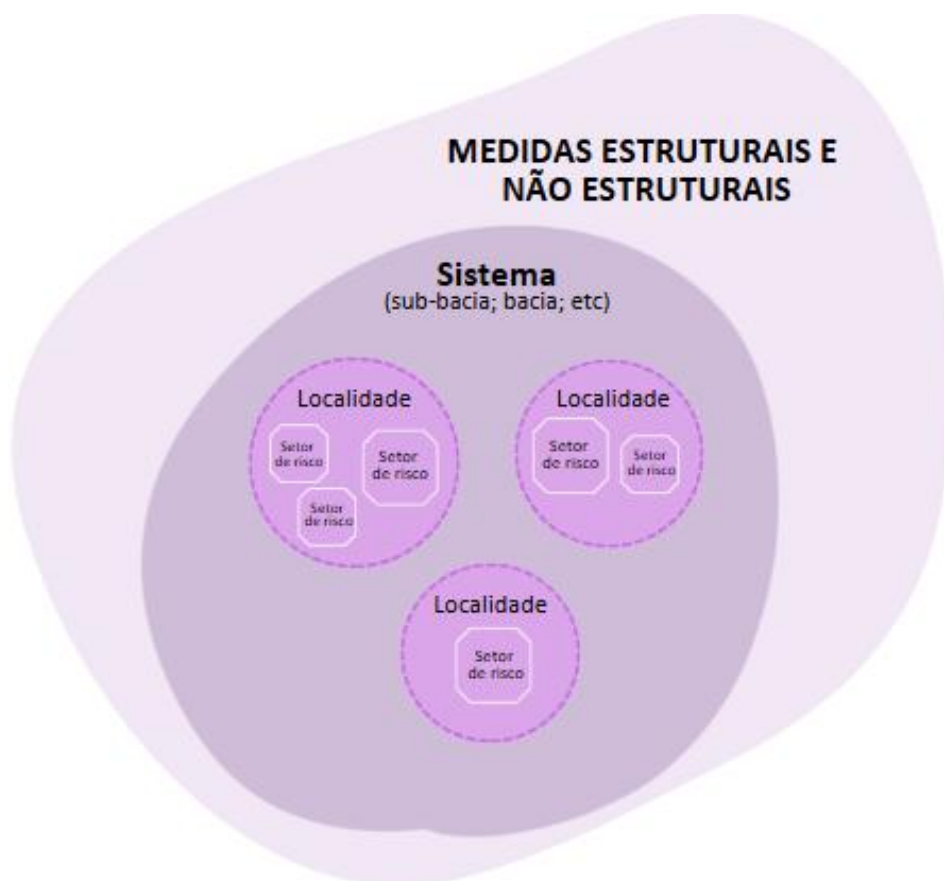 MEDIDAS ESTRUTURAIS E
NÃO ESTRUTURAIS
Sistema
(sub-bacia; bacia; etc)
Localidade
Setor
de risco
Setor
de risco
Setor
de risco
Localidade
Setor
de risco
Setor
de risco
Localidade
Setor
de risco